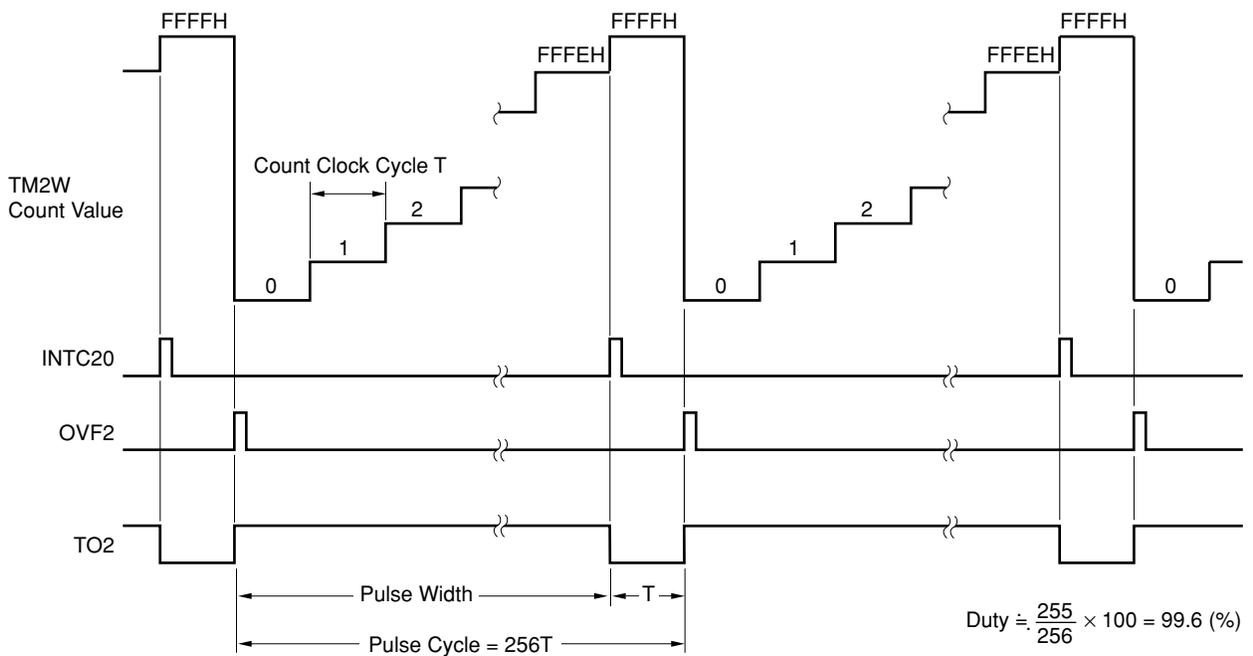 FFFFH
FFFFH
FFFFH
FFFEH
FFFEH
Count Clock Cycle T
TM2W
Count Value
2
2
1
1
0
0
0
INTC20
OVF2
TO2
Pulse Width
T
Duty ≒ 255/256 × 100 = 99.6 (%)
Pulse Cycle = 256T